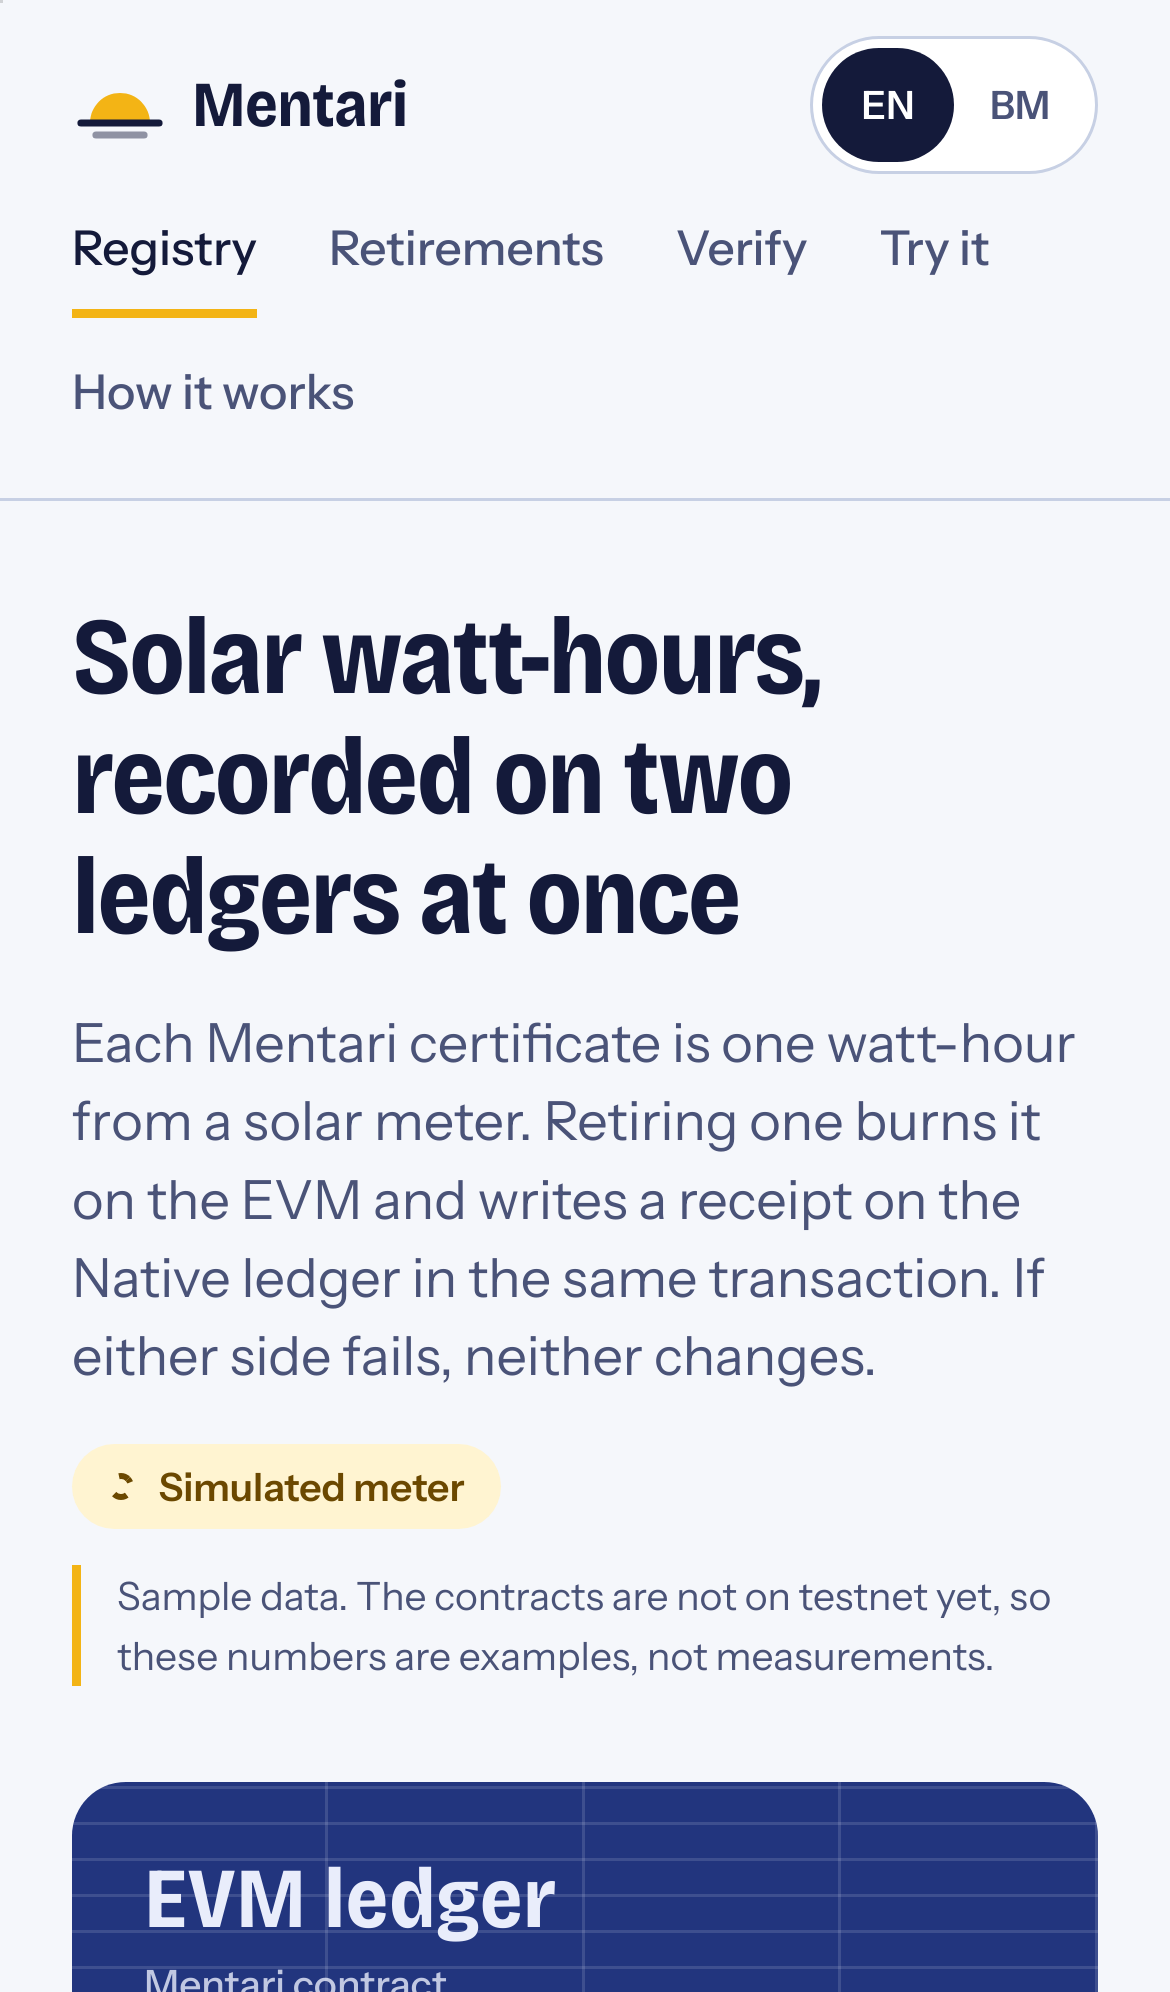 Mentari
EN BM
Registry Retirements Verify Try it
How it works
Solar watt-hours,
recorded on two
ledgers at once
Each Mentari certificate is one watt-hour
from a solar meter. Retiring one burns it
on the EVM and writes a receipt on the
Native ledger in the same transaction. If
either side fails, neither changes.
Simulated meter
Sample data. The contracts are not on testnet yet, so
these numbers are examples, not measurements.
EVM ledger
Mentari contract